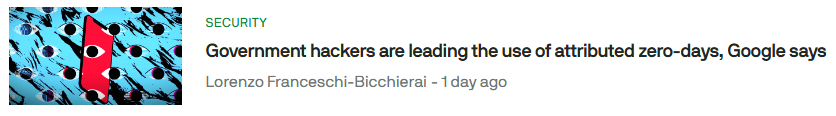 SECURITY
Government hackers are leading the use of attributed zero-days, Google says
Lorenzo Franceschi-Bicchierai - 1 day ago